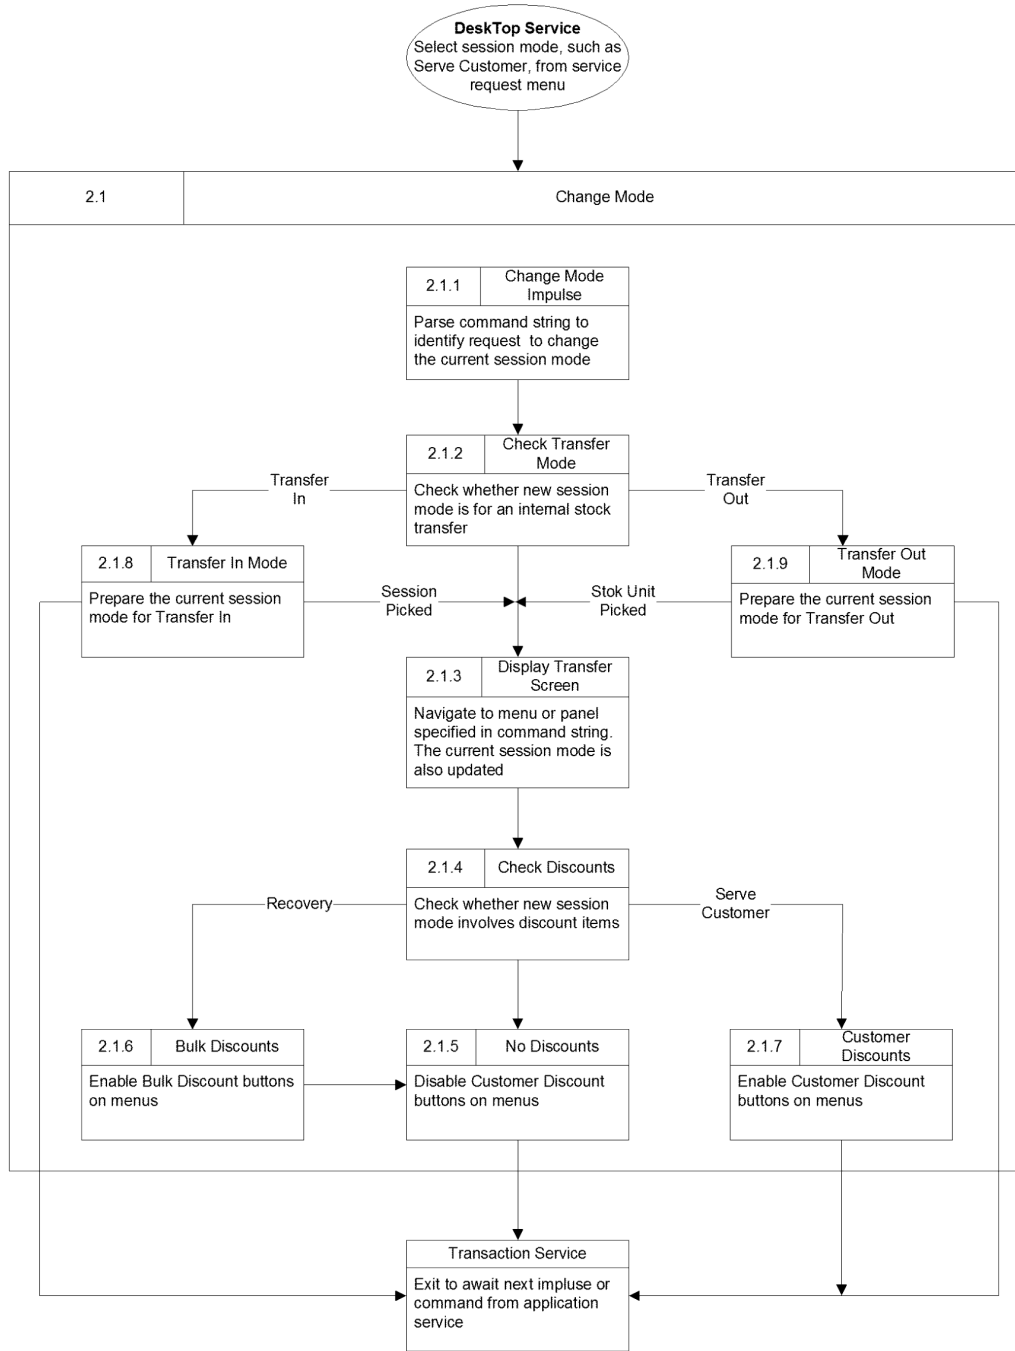 DeskTop Service
Select session mode, such as
Serve Customer, from service
request menu
2.1
Change Mode
2.1.1
Change Mode
Impulse
Parse command string to
identify request  to change
the current session mode
2.1.2
Check Transfer
Mode
Check whether new session
mode is for an internal stock
transfer
Transfer
In
Transfer
Out
2.1.8
Transfer In Mode
Prepare the current session
mode for Transfer In
2.1.9
Transfer Out
Mode
Prepare the current session
mode for Transfer Out
Session
Picked
Stok Unit
Picked
2.1.3
Display Transfer
Screen
Navigate to menu or panel
specified in command string.
The current session mode is
also updated
2.1.4
Check Discounts
Check whether new session
mode involves discount items
Recovery
Serve
Customer
2.1.6
Bulk Discounts
Enable Bulk Discount buttons
on menus
2.1.5
No Discounts
Disable Customer Discount
buttons on menus
2.1.7
Customer
Discounts
Enable Customer Discount
buttons on menus
Transaction Service
Exit to await next impluse or
command from application
service